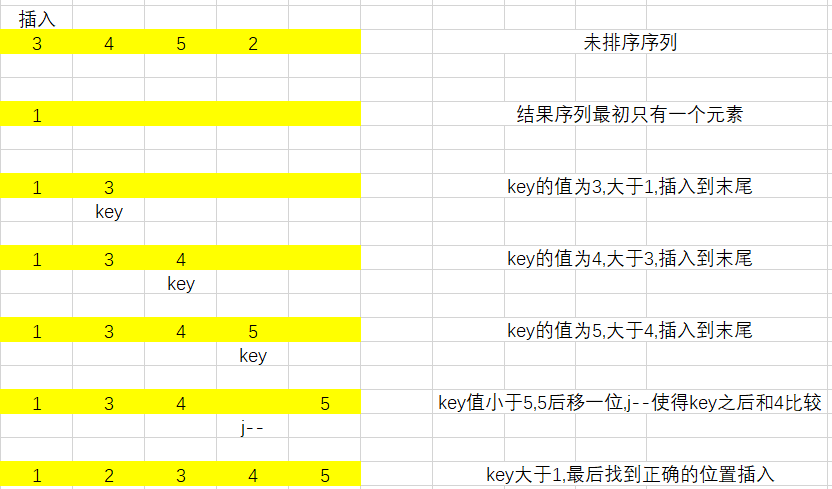 插入
3 4 5 2 未排序序列
1 结果序列最初只有一个元素
1 3 key的值为3,大于1,插入到末尾
key
1 3 4 key的值为4,大于3,插入到末尾
key
1 3 4 5 key的值为5,大于4,插入到末尾
key
1 3 4 5 key值小于5,5后移一位,j--使得key之后和4比较
j--
1 2 3 4 5 key大于1,最后找到正确的位置插入